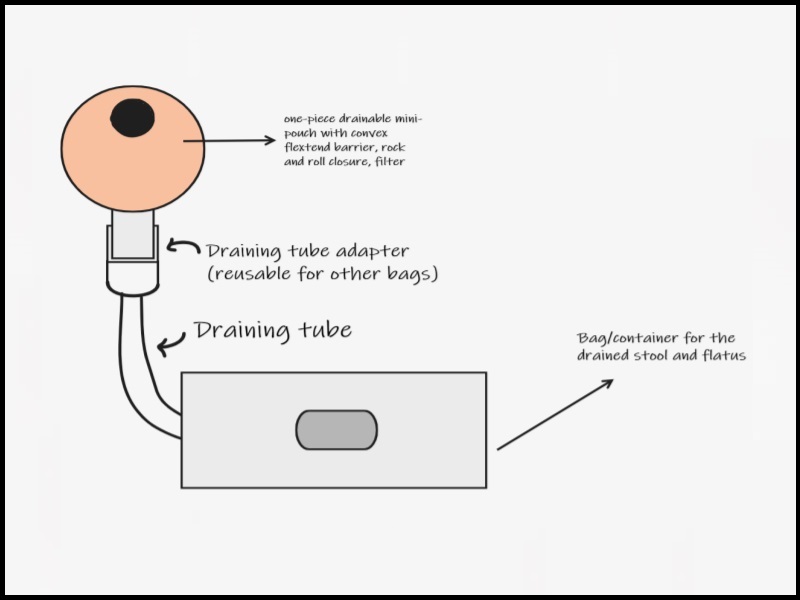 one-piece drainable mini-
pouch with convex
flextend barrier, rock
and roll closure, filter
Draining tube adapter
(reusable for other bags)
Draining tube
Bag/container for the
drained stool and flatus